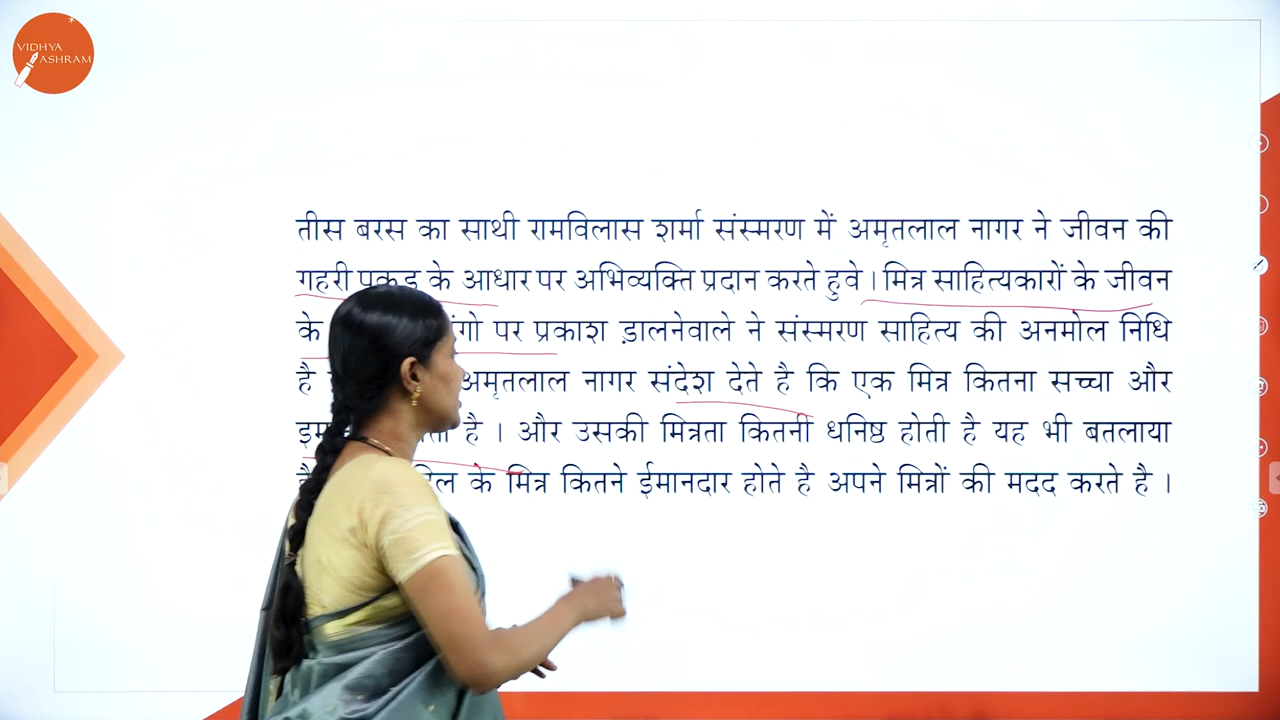 VIDHYA
ASHRAM
तीस बरस का साथी रामविलास शर्मा संस्मरण में अमृतलाल नागर ने जीवन की
गहरी पकड के आधार पर अभिव्यक्ति प्रदान करते हुवे । मित्र साहित्यकारों के जीवन
के पर प्रकाश ड़ालनेवाले ने संस्मरण साहित्य की अनमोल निधि
है अमृतलाल नागर संदेश देते है कि एक मित्र कितना सच्चा और
है । और उसकी मित्रता कितनी धनिष्ठ होती है यह भी बतलाया
के मित्र कितने ईमानदार होते है अपने मित्रों की मदद करते है ।